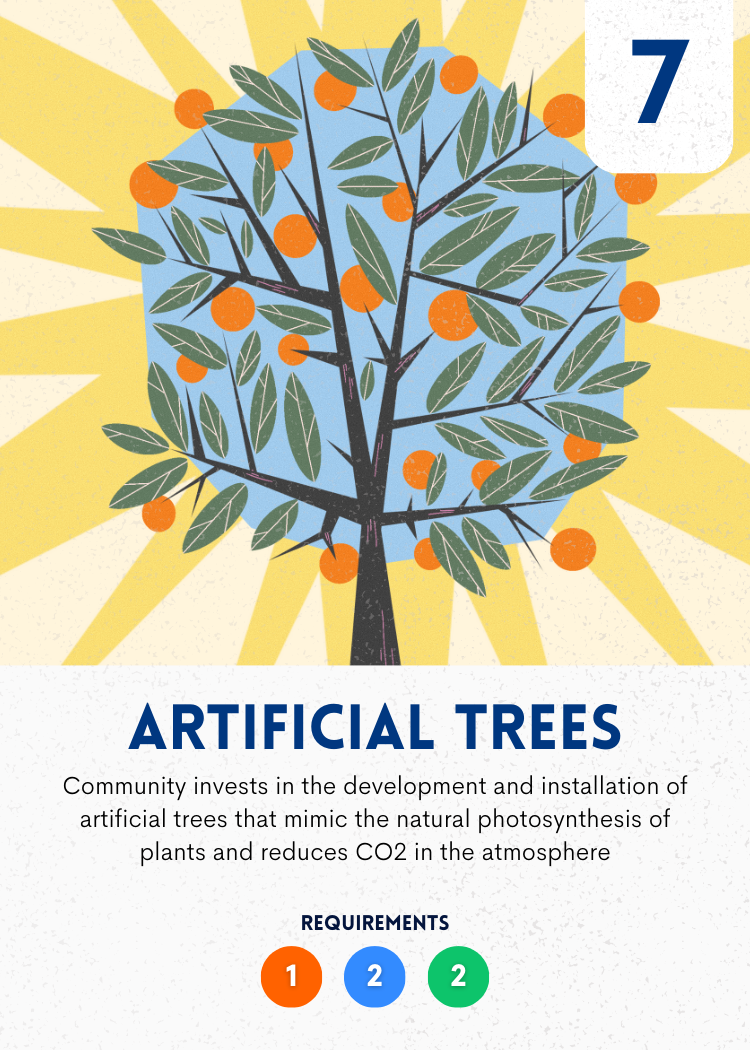 7
ARTIFICIAL TREES
Community invests in the development and installation of
artificial trees that mimic the natural photosynthesis of
plants and reduces CO2 in the atmosphere
REQUIREMENTS
1 2 2